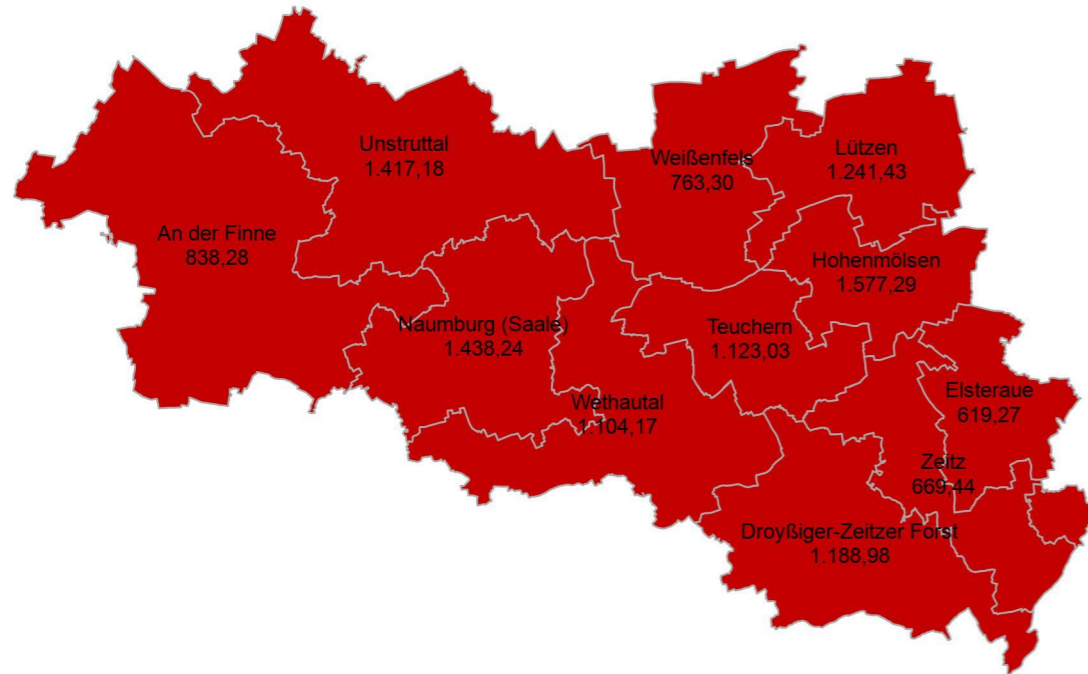 Unstruttal
1.417,18
Weißenfels
763,30
Lützen
1.241,43
An der Finne
838,28
Hohenmölsen
1.577,29
Naumburg (Saale)
1.438,24
Teuchern
1.123,03
Wethautal
1.104,17
Elsteraue
619,27
Zeitz
669,44
Droyßiger-Zeitzer Forst
1.188,98